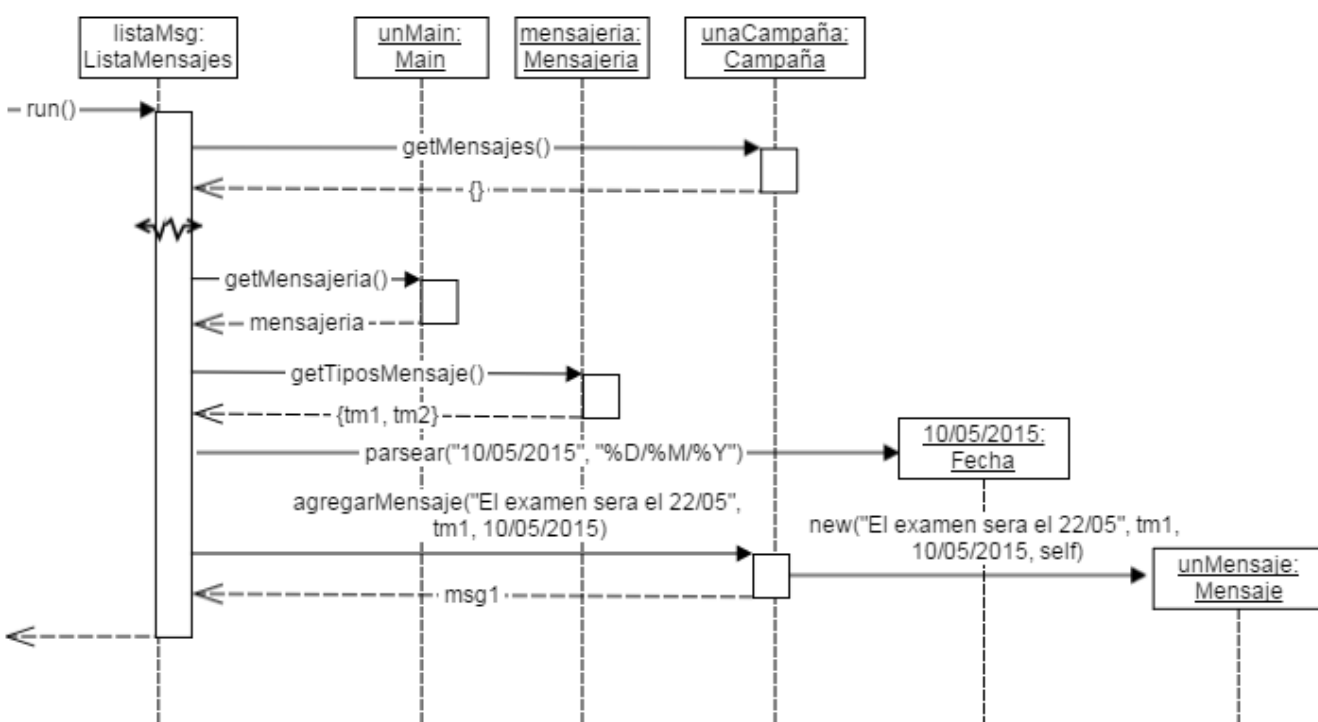 listaMsg:
ListaMensajes
unMain:
Main
mensajeria:
Mensajeria
unaCampaña:
Campaña
run()
getMensajes()
{}
getMensajeria()
mensajeria
getTiposMensaje()
{tm1, tm2}
10/05/2015:
Fecha
parsear("10/05/2015", "%D/%M/%Y")
agregarMensaje("El examen sera el 22/05",
tm1, 10/05/2015)
new("El examen sera el 22/05", tm1,
10/05/2015, self)
unMensaje:
Mensaje
msg1